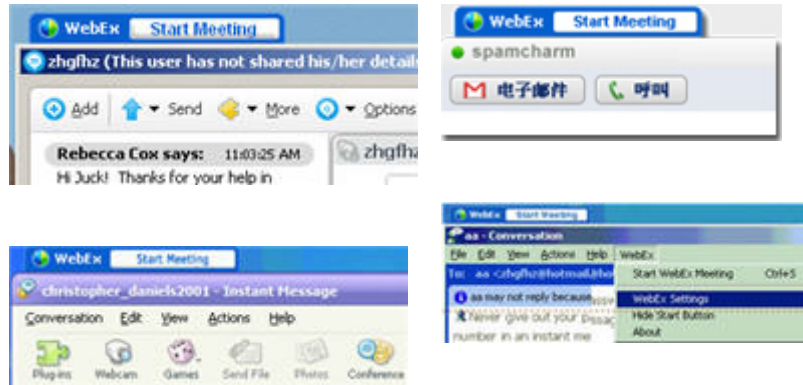 WebEx Start Meeting
zhgfhz (This user has not shared his/her details
Add Send More Options
Rebecca Cox says: 11:03:25 AM
Hi Juck! Thanks for your help in
zhgfhz
WebEx Start Meeting
spamcharm
电子邮件 呼叫
WebEx Start Meeting
christopher_daniels2001 - Instant Message
Conversation Edit View Actions Help
Plug-ins Webcam Games Send File Photos Conference
WebEx Start Meeting
aa - Conversation
File Edit View Actions Help WebEx
To: aa
Start WebEx Meeting Ctrl+S
aa may not reply because
WebEx Settings
Never give out your
Hide Start Button
number in an instant me
About